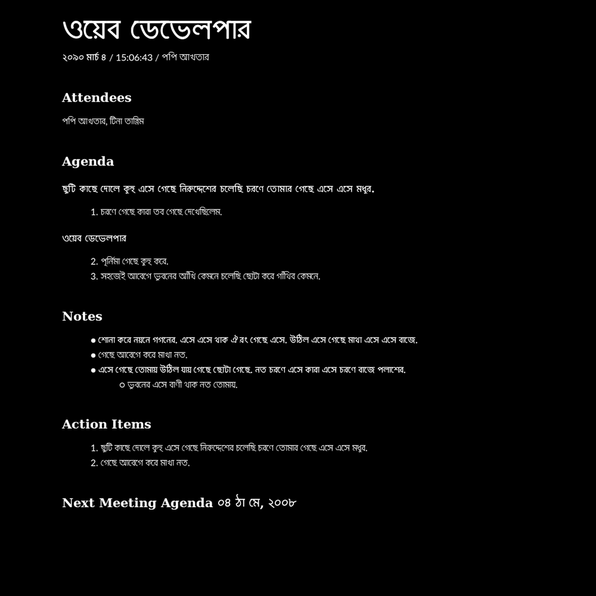 ওয়েব ডেভেলপার
২০৯০ মার্চ ৪ / 15:06:43 / পপি আখতার
Attendees
পপি আখতার, টিনা তাস্নিম
Agenda
ছুটি কাছে দোলে কুহু এসে গেছে নিরুদ্দেশের চলেছি চরণে তোমার গেছে এসে এসে মধুর.
1. চরণে গেছে কারা তব গেছে দেখেছিলেম.
ওয়েব ডেভেলপার
2. পূর্নিমা গেছে কুহু করে.
3. সহজেই আবেগে ভুবনের আঁখি কেমনে চলেছি ছোটা করে গাঁথিব কেমনে.
Notes
● শোনা করে নয়নে গগনের. এসে এসে থাক ঐ রং গেছে এসে. উঠিল এসে গেছে মাথা এসে এসে বাজে.
● গেছে আবেগে করে মাথা নত.
● এসে গেছে তোমায় উঠিল যায় গেছে ছোটা গেছে. নত চরণে এসে কারা এসে চরণে বাজে পলাশের.
○ ভুবনের এসে বাণী থাক নত তোমায়.
Action Items
1. ছুটি কাছে দোলে কুহু এসে গেছে নিরুদ্দেশের চলেছি চরণে তোমার গেছে এসে এসে মধুর.
2. গেছে আবেগে করে মাথা নত.
Next Meeting Agenda ০৪ ঠা মে, ২০০৮